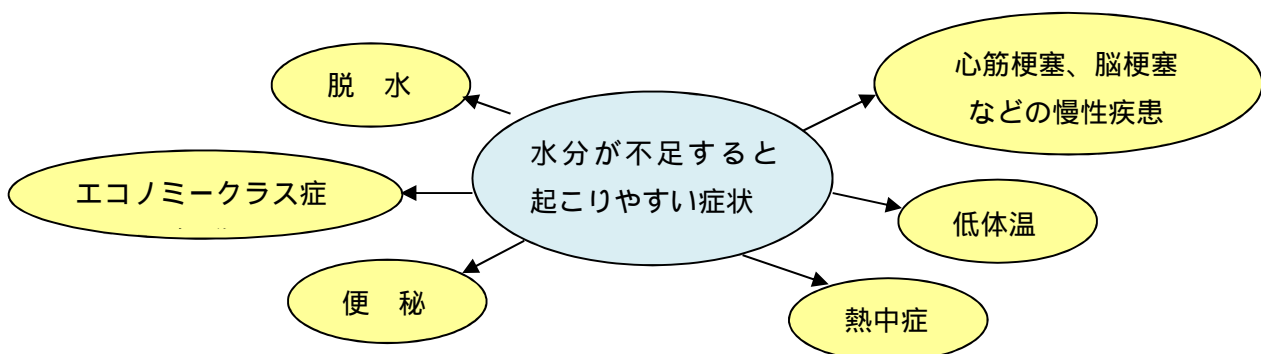 脱　水
心筋梗塞、脳梗塞
などの慢性疾患
水分が不足すると
起こりやすい症状
エコノミークラス症
低体温
便　秘
熱中症